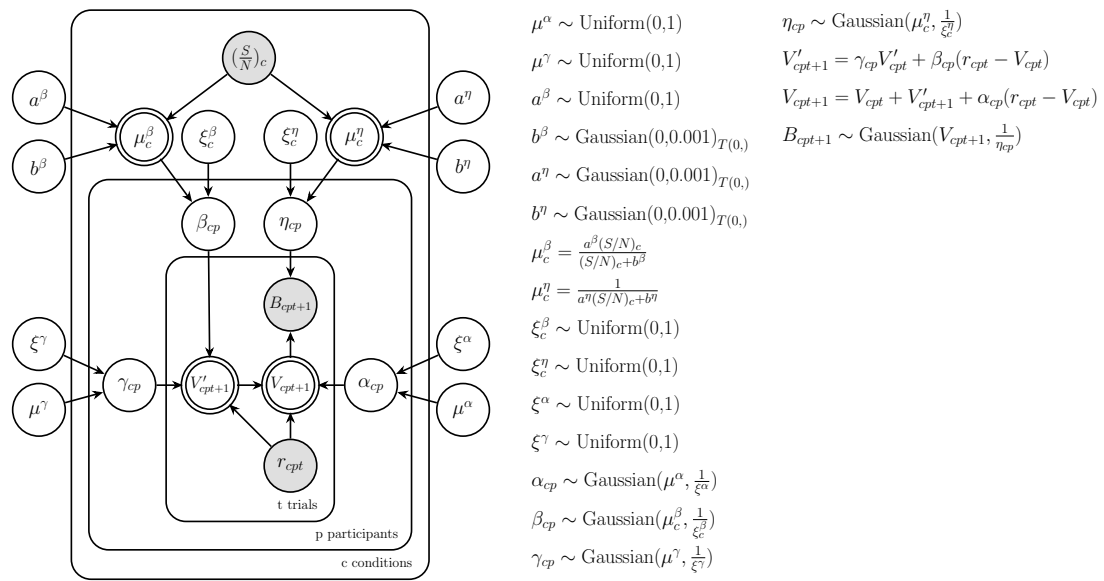 (S/N)_c
a^β
b^β
μ_c^β
ξ_c^β
ξ_c^η
μ_c^η
a^η
b^η
β_cp
η_cp
B_cpt+1
ξ^γ
μ^γ
γ_cp
V′_cpt+1
V_cpt+1
α_cp
ξ^α
μ^α
r_cpt
t trials
p participants
c conditions
μ^α ∼ Uniform(0,1)
μ^γ ∼ Uniform(0,1)
a^β ∼ Uniform(0,1)
b^β ∼ Gaussian(0,0.001)_T(0,)
a^η ∼ Gaussian(0,0.001)_T(0,)
b^η ∼ Gaussian(0,0.001)_T(0,)
μ_c^β = a^β(S/N)_c / ((S/N)_c+b^β)
μ_c^η = 1 / (a^η(S/N)_c+b^η)
ξ_c^β ∼ Uniform(0,1)
ξ_c^η ∼ Uniform(0,1)
ξ^α ∼ Uniform(0,1)
ξ^γ ∼ Uniform(0,1)
α_cp ∼ Gaussian(μ^α, 1/ξ^α)
β_cp ∼ Gaussian(μ_c^β, 1/ξ_c^β)
γ_cp ∼ Gaussian(μ^γ, 1/ξ^γ)
η_cp ∼ Gaussian(μ_c^η, 1/ξ_c^η)
V′_cpt+1 = γ_cp V′_cpt + β_cp(r_cpt − V_cpt)
V_cpt+1 = V_cpt + V′_cpt+1 + α_cp(r_cpt − V_cpt)
B_cpt+1 ∼ Gaussian(V_cpt+1, 1/η_cp)